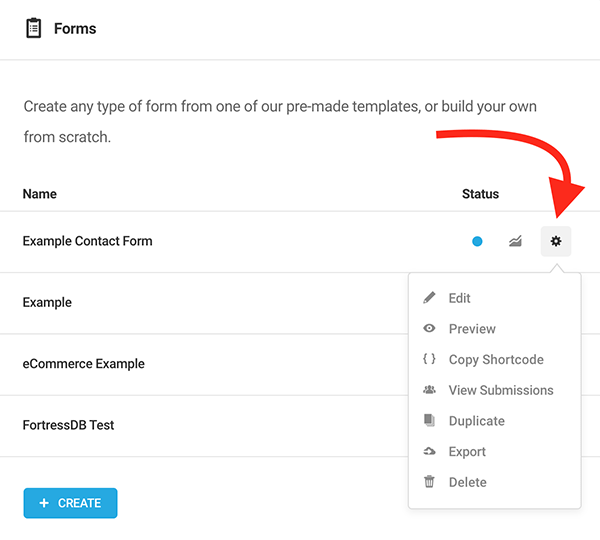 Forms
Create any type of form from one of our pre-made templates, or build your own
from scratch.
Name Status
Example Contact Form
Example
eCommerce Example
FortressDB Test
Edit
Preview
{ } Copy Shortcode
View Submissions
Duplicate
Export
Delete
+ CREATE